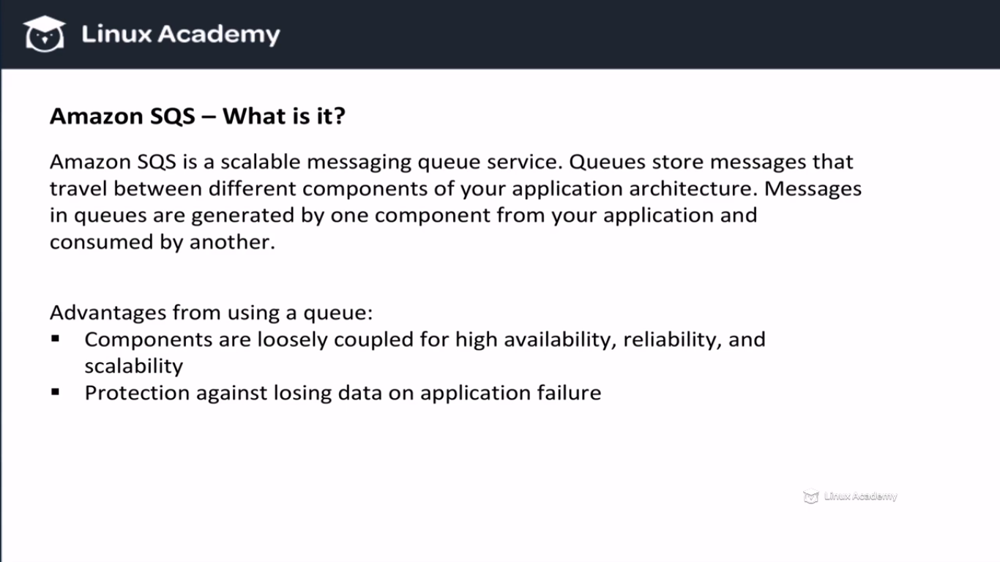 Linux Academy
Amazon SQS – What is it?
Amazon SQS is a scalable messaging queue service. Queues store messages that
travel between different components of your application architecture. Messages
in queues are generated by one component from your application and
consumed by another.
Advantages from using a queue:
▪ Components are loosely coupled for high availability, reliability, and
scalability
▪ Protection against losing data on application failure
Linux Academy